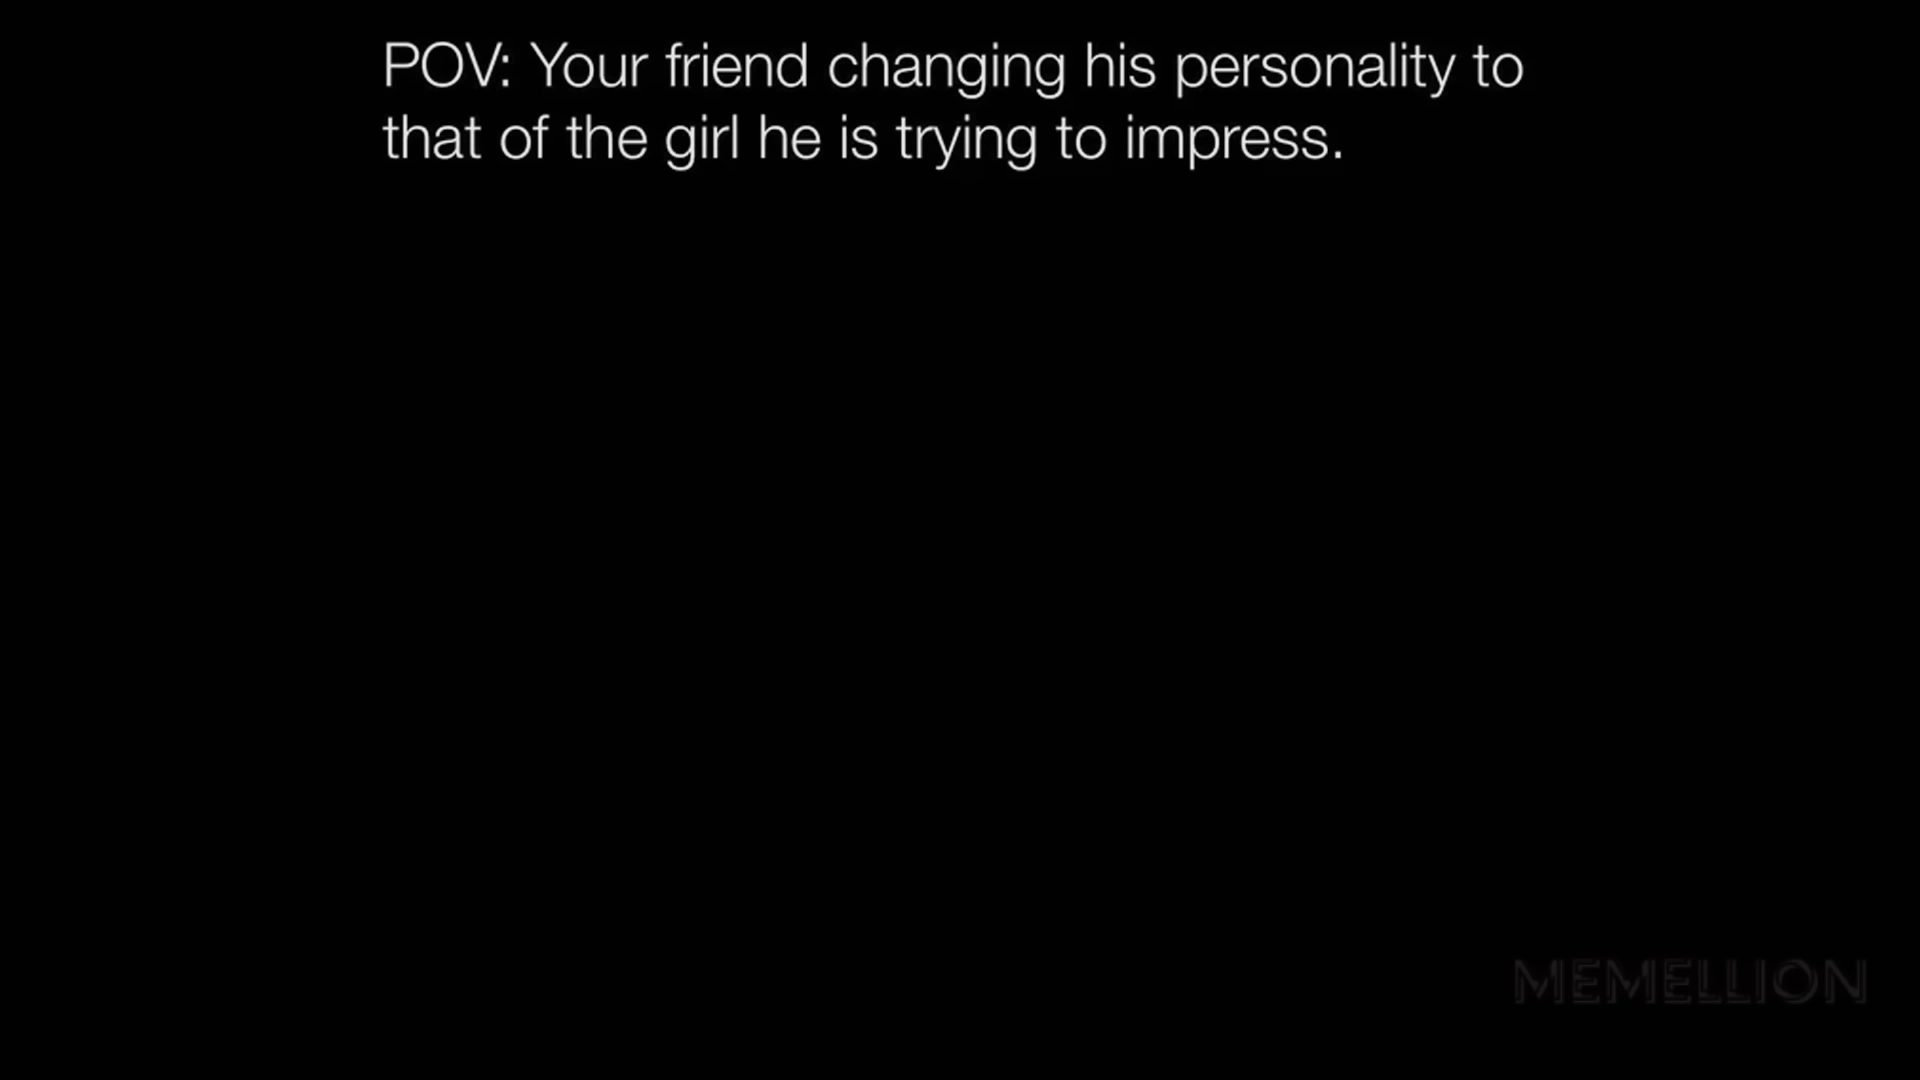 POV: Your friend changing his personality to
that of the girl he is trying to impress.
MEMELLION